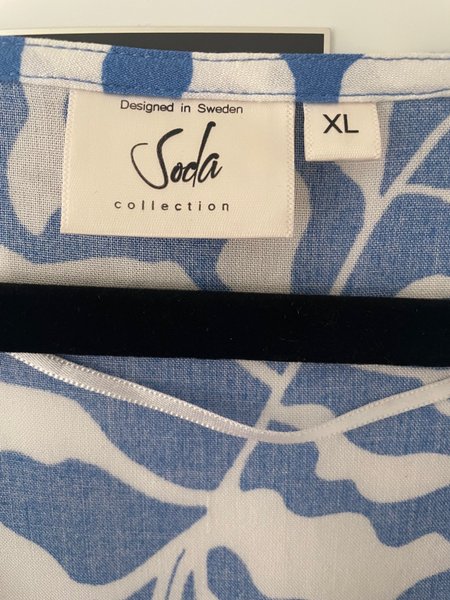 Designed in Sweden
Soda
collection
XL